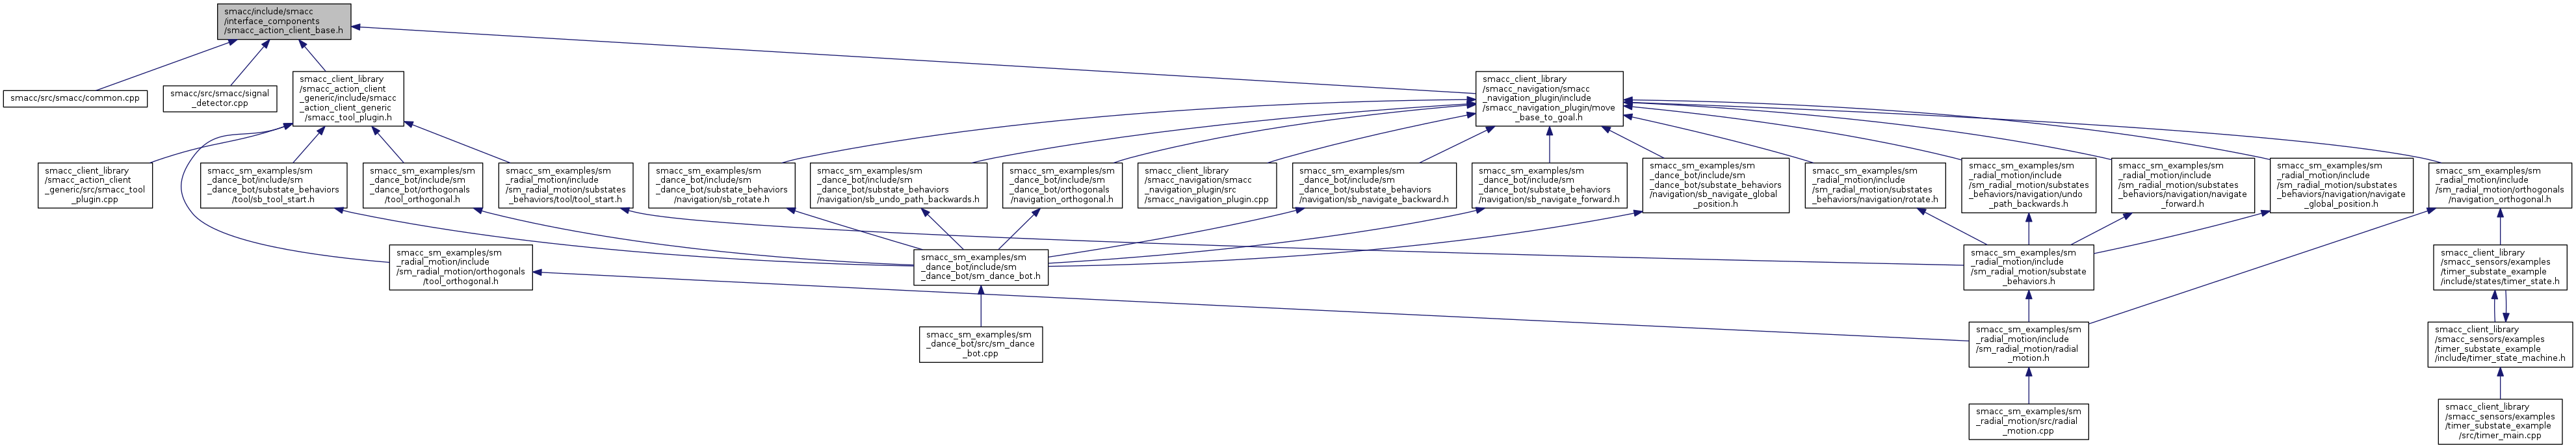 smacc/include/smacc
/interface_components
/smacc_action_client_base.h
smacc/src/smacc/common.cpp
smacc/src/smacc/signal
_detector.cpp
smacc_client_library
/smacc_action_client
_generic/include/smacc
_action_client_generic
/smacc_tool_plugin.h
smacc_client_library
/smacc_navigation/smacc
_navigation_plugin/include
/smacc_navigation_plugin/move
_base_to_goal.h
smacc_client_library
/smacc_action_client
_generic/src/smacc_tool
_plugin.cpp
smacc_sm_examples/sm
_dance_bot/include/sm
_dance_bot/substate_behaviors
/tool/sb_tool_start.h
smacc_sm_examples/sm
_dance_bot/include/sm
_dance_bot/orthogonals
/tool_orthogonal.h
smacc_sm_examples/sm
_radial_motion/include
/sm_radial_motion/substates
_behaviors/tool/tool_start.h
smacc_sm_examples/sm
_dance_bot/include/sm
_dance_bot/substate_behaviors
/navigation/sb_rotate.h
smacc_sm_examples/sm
_dance_bot/include/sm
_dance_bot/substate_behaviors
/navigation/sb_undo_path_backwards.h
smacc_sm_examples/sm
_dance_bot/include/sm
_dance_bot/orthogonals
/navigation_orthogonal.h
smacc_client_library
/smacc_navigation/smacc
_navigation_plugin/src
/smacc_navigation_plugin.cpp
smacc_sm_examples/sm
_dance_bot/include/sm
_dance_bot/substate_behaviors
/navigation/sb_navigate_backward.h
smacc_sm_examples/sm
_dance_bot/include/sm
_dance_bot/substate_behaviors
/navigation/sb_navigate_forward.h
smacc_sm_examples/sm
_dance_bot/include/sm
_dance_bot/substate_behaviors
/navigation/sb_navigate_global
_position.h
smacc_sm_examples/sm
_radial_motion/include
/sm_radial_motion/substates
_behaviors/navigation/rotate.h
smacc_sm_examples/sm
_radial_motion/include
/sm_radial_motion/substates
_behaviors/navigation/undo
_path_backwards.h
smacc_sm_examples/sm
_radial_motion/include
/sm_radial_motion/substates
_behaviors/navigation/navigate
_forward.h
smacc_sm_examples/sm
_radial_motion/include
/sm_radial_motion/substates
_behaviors/navigation/navigate
_global_position.h
smacc_sm_examples/sm
_radial_motion/include
/sm_radial_motion/orthogonals
/navigation_orthogonal.h
smacc_sm_examples/sm
_radial_motion/include
/sm_radial_motion/orthogonals
/tool_orthogonal.h
smacc_sm_examples/sm
_dance_bot/include/sm
_dance_bot/sm_dance_bot.h
smacc_sm_examples/sm
_radial_motion/include
/sm_radial_motion/substate
_behaviors.h
smacc_client_library
/smacc_sensors/examples
/timer_substate_example
/include/states/timer_state.h
smacc_sm_examples/sm
_dance_bot/src/sm_dance
_bot.cpp
smacc_sm_examples/sm
_radial_motion/include
/sm_radial_motion/radial
_motion.h
smacc_client_library
/smacc_sensors/examples
/timer_substate_example
/include/timer_state_machine.h
smacc_sm_examples/sm
_radial_motion/src/radial
_motion.cpp
smacc_client_library
/smacc_sensors/examples
/timer_substate_example
/src/timer_main.cpp